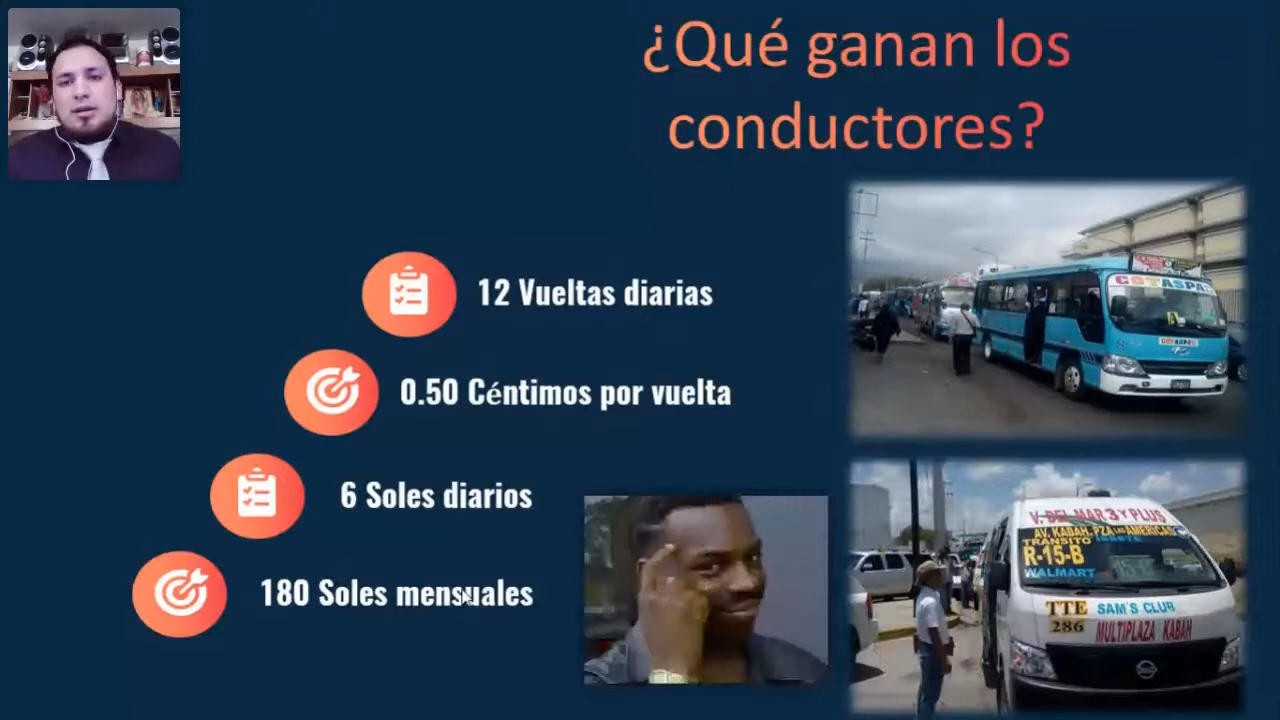 ¿Qué ganan los
conductores?
12 Vueltas diarias
0.50 Céntimos por vuelta
6 Soles diarios
180 Soles mensuales
COTASPA
V. DEL MAR 3 Y PLUS
AV. KABAH. PZA LAS AMERICAS
TRANSITO
R-15-B
WALMART
TTE
286
SAM'S CLUB
MULTIPLAZA KABAH